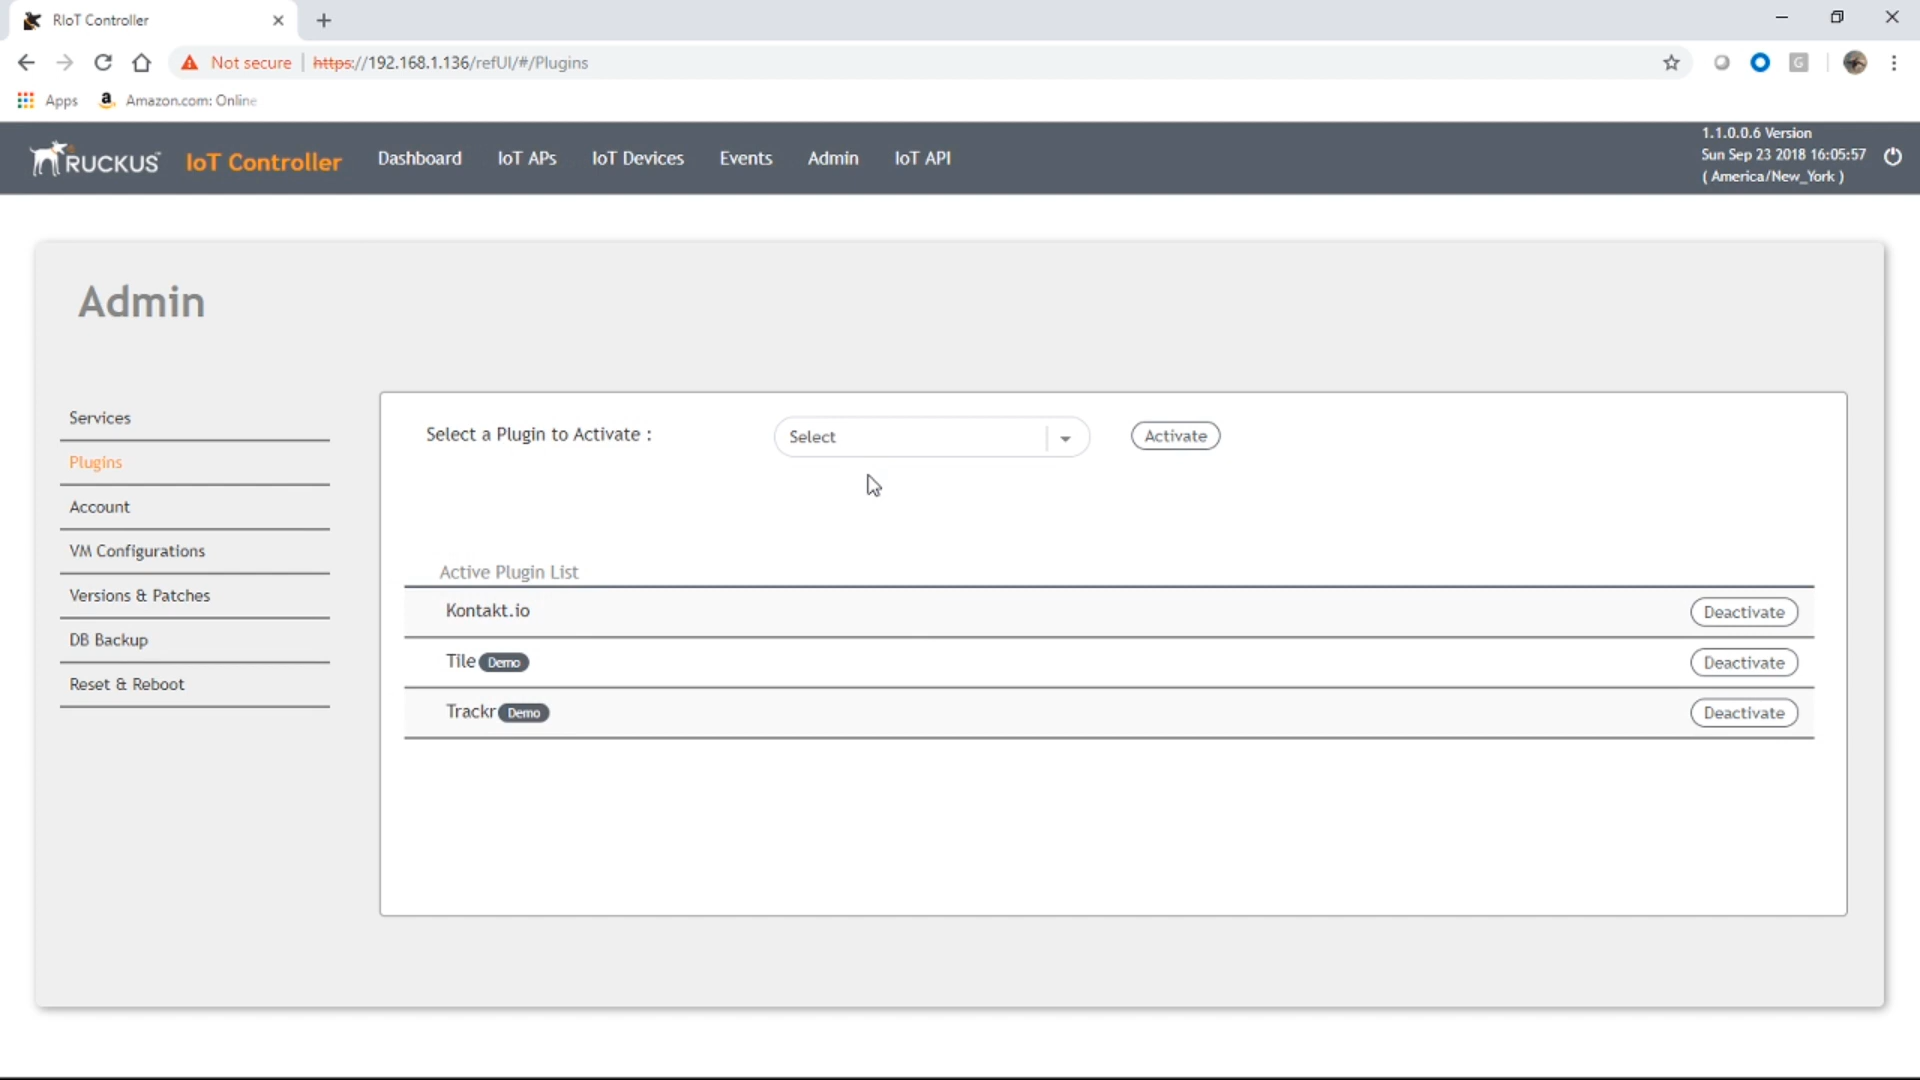 RIoT Controller
Not secure https://192.168.1.136/refUI/#/Plugins
Apps a Amazon.com: Online
RUCKUS IoT Controller Dashboard IoT APs IoT Devices Events Admin IoT API
1.1.0.0.6 Version
Sun Sep 23 2018 16:05:57
( America/New_York )
Admin
Services
Plugins
Account
VM Configurations
Versions & Patches
DB Backup
Reset & Reboot
Select a Plugin to Activate : Select Activate
Active Plugin List
Kontakt.io Deactivate
Tile Demo Deactivate
Trackr Demo Deactivate